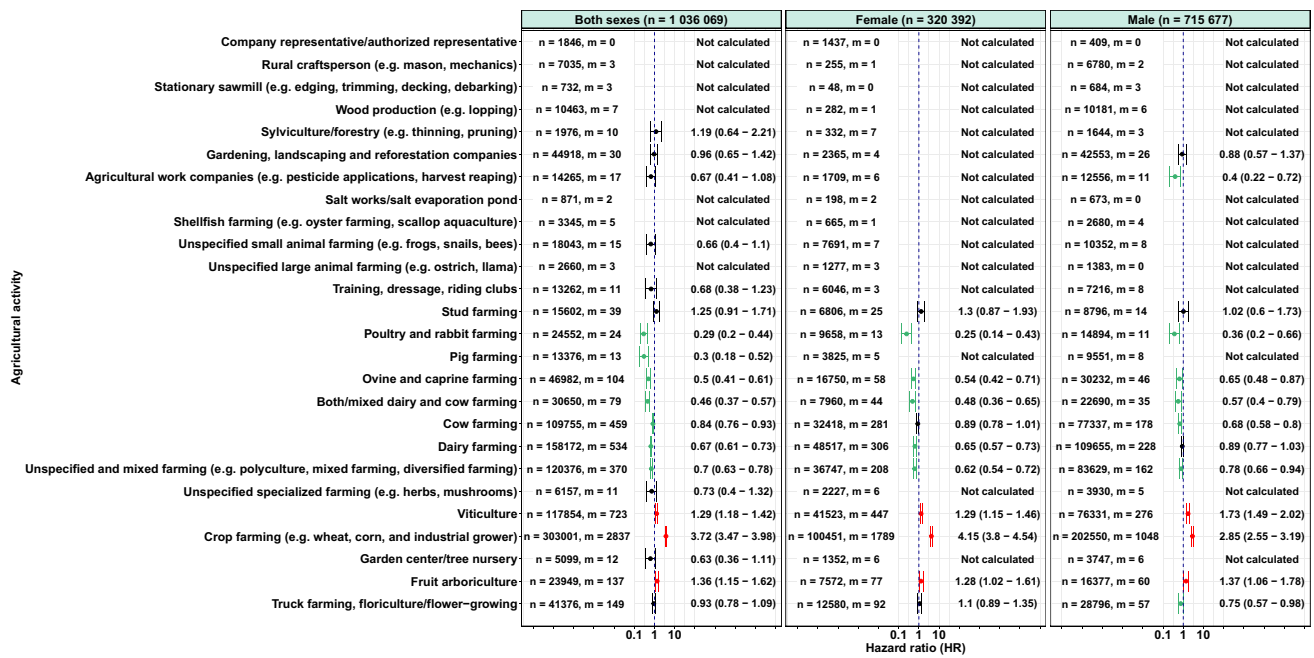 Both sexes (n = 1 036 069) Female (n = 320 392) Male (n = 715 677)
Company representative/authorized representative n = 1846, m = 0 Not calculated n = 1437, m = 0 Not calculated n = 409, m = 0 Not calculated
Rural craftsperson (e.g. mason, mechanics) n = 7035, m = 3 Not calculated n = 255, m = 1 Not calculated n = 6780, m = 2 Not calculated
Stationary sawmill (e.g. edging, trimming, decking, debarking) n = 732, m = 3 Not calculated n = 48, m = 0 Not calculated n = 684, m = 3 Not calculated
Wood production (e.g. lopping) n = 10463, m = 7 Not calculated n = 282, m = 1 Not calculated n = 10181, m = 6 Not calculated
Sylviculture/forestry (e.g. thinning, pruning) n = 1976, m = 10 1.19 (0.64 − 2.21) n = 332, m = 7 Not calculated n = 1644, m = 3 Not calculated
Gardening, landscaping and reforestation companies n = 44918, m = 30 0.96 (0.65 − 1.42) n = 2365, m = 4 Not calculated n = 42553, m = 26 0.88 (0.57 − 1.37)
Agricultural work companies (e.g. pesticide applications, harvest reaping) n = 14265, m = 17 0.67 (0.41 − 1.08) n = 1709, m = 6 Not calculated n = 12556, m = 11 0.4 (0.22 − 0.72)
Salt works/salt evaporation pond n = 871, m = 2 Not calculated n = 198, m = 2 Not calculated n = 673, m = 0 Not calculated
Shellfish farming (e.g. oyster farming, scallop aquaculture) n = 3345, m = 5 Not calculated n = 665, m = 1 Not calculated n = 2680, m = 4 Not calculated
Unspecified small animal farming (e.g. frogs, snails, bees) n = 18043, m = 15 0.66 (0.4 − 1.1) n = 7691, m = 7 Not calculated n = 10352, m = 8 Not calculated
Unspecified large animal farming (e.g. ostrich, llama) n = 2660, m = 3 Not calculated n = 1277, m = 3 Not calculated n = 1383, m = 0 Not calculated
Training, dressage, riding clubs n = 13262, m = 11 0.68 (0.38 − 1.23) n = 6046, m = 3 Not calculated n = 7216, m = 8 Not calculated
Stud farming n = 15602, m = 39 1.25 (0.91 − 1.71) n = 6806, m = 25 1.3 (0.87 − 1.93) n = 8796, m = 14 1.02 (0.6 − 1.73)
Poultry and rabbit farming n = 24552, m = 24 0.29 (0.2 − 0.44) n = 9658, m = 13 0.25 (0.14 − 0.43) n = 14894, m = 11 0.36 (0.2 − 0.66)
Pig farming n = 13376, m = 13 0.3 (0.18 − 0.52) n = 3825, m = 5 Not calculated n = 9551, m = 8 Not calculated
Ovine and caprine farming n = 46982, m = 104 0.5 (0.41 − 0.61) n = 16750, m = 58 0.54 (0.42 − 0.71) n = 30232, m = 46 0.65 (0.48 − 0.87)
Both/mixed dairy and cow farming n = 30650, m = 79 0.46 (0.37 − 0.57) n = 7960, m = 44 0.48 (0.36 − 0.65) n = 22690, m = 35 0.57 (0.4 − 0.79)
Cow farming n = 109755, m = 459 0.84 (0.76 − 0.93) n = 32418, m = 281 0.89 (0.78 − 1.01) n = 77337, m = 178 0.68 (0.58 − 0.8)
Dairy farming n = 158172, m = 534 0.67 (0.61 − 0.73) n = 48517, m = 306 0.65 (0.57 − 0.73) n = 109655, m = 228 0.89 (0.77 − 1.03)
Unspecified and mixed farming (e.g. polyculture, mixed farming, diversified farming) n = 120376, m = 370 0.7 (0.63 − 0.78) n = 36747, m = 208 0.62 (0.54 − 0.72) n = 83629, m = 162 0.78 (0.66 − 0.94)
Unspecified specialized farming (e.g. herbs, mushrooms) n = 6157, m = 11 0.73 (0.4 − 1.32) n = 2227, m = 6 Not calculated n = 3930, m = 5 Not calculated
Viticulture n = 117854, m = 723 1.29 (1.18 − 1.42) n = 41523, m = 447 1.29 (1.15 − 1.46) n = 76331, m = 276 1.73 (1.49 − 2.02)
Crop farming (e.g. wheat, corn, and industrial grower) n = 303001, m = 2837 3.72 (3.47 − 3.98) n = 100451, m = 1789 4.15 (3.8 − 4.54) n = 202550, m = 1048 2.85 (2.55 − 3.19)
Garden center/tree nursery n = 5099, m = 12 0.63 (0.36 − 1.11) n = 1352, m = 6 Not calculated n = 3747, m = 6 Not calculated
Fruit arboriculture n = 23949, m = 137 1.36 (1.15 − 1.62) n = 7572, m = 77 1.28 (1.02 − 1.61) n = 16377, m = 60 1.37 (1.06 − 1.78)
Truck farming, floriculture/flower−growing n = 41376, m = 149 0.93 (0.78 − 1.09) n = 12580, m = 92 1.1 (0.89 − 1.35) n = 28796, m = 57 0.75 (0.57 − 0.98)
0.1 1 10 0.1 1 10 0.1 1 10
Hazard ratio (HR)
Agricultural activity